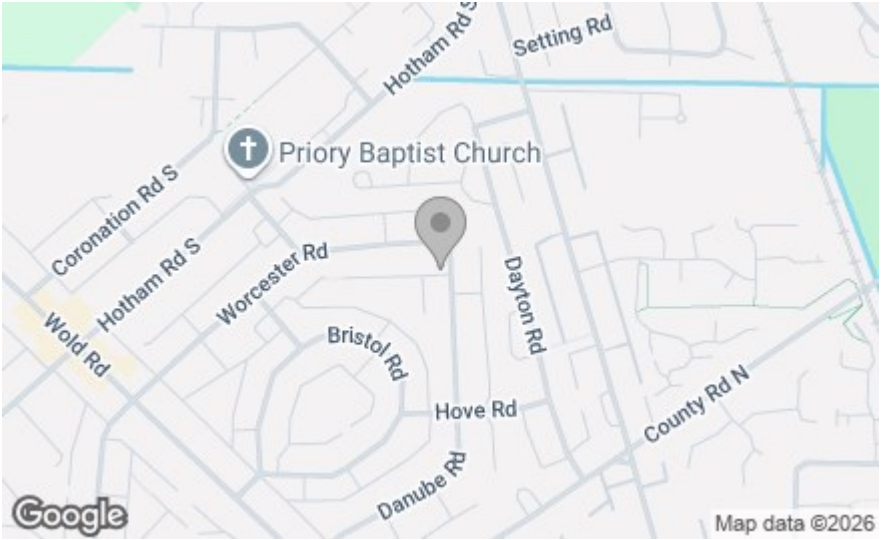 Hotham Rd S
Setting Rd
Priory Baptist Church
Coronation Rd S
Hotham Rd S
Worcester Rd
Dayton Rd
Wold Rd
Bristol Rd
Hove Rd
County Rd N
Danube Rd
Google
Map data ©2026